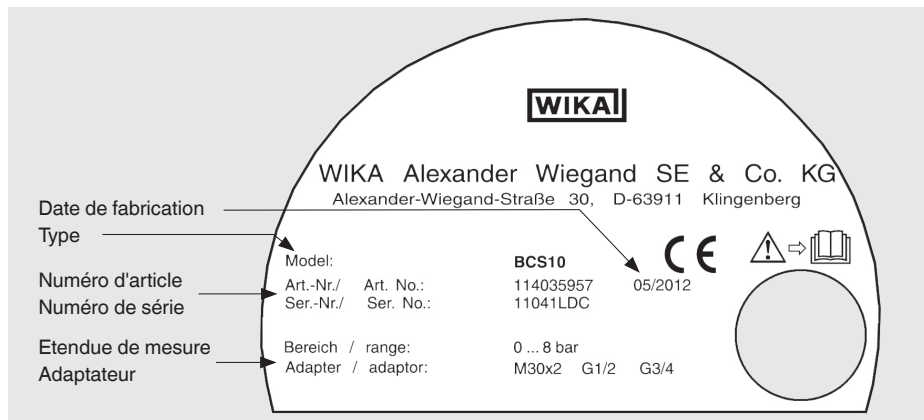 WIKA
WIKA Alexander Wiegand SE & Co. KG
Alexander-Wiegand-Straße 30, D-63911 Klingenberg
Date de fabrication
Type
Model: BCS10
Numéro d'article
Art.-Nr./ Art. No.: 114035957 05/2012
Numéro de série
Ser.-Nr./ Ser. No.: 11041LDC
Etendue de mesure
Bereich / range: 0 ... 8 bar
Adaptateur
Adapter / adaptor: M30x2 G1/2 G3/4
CE